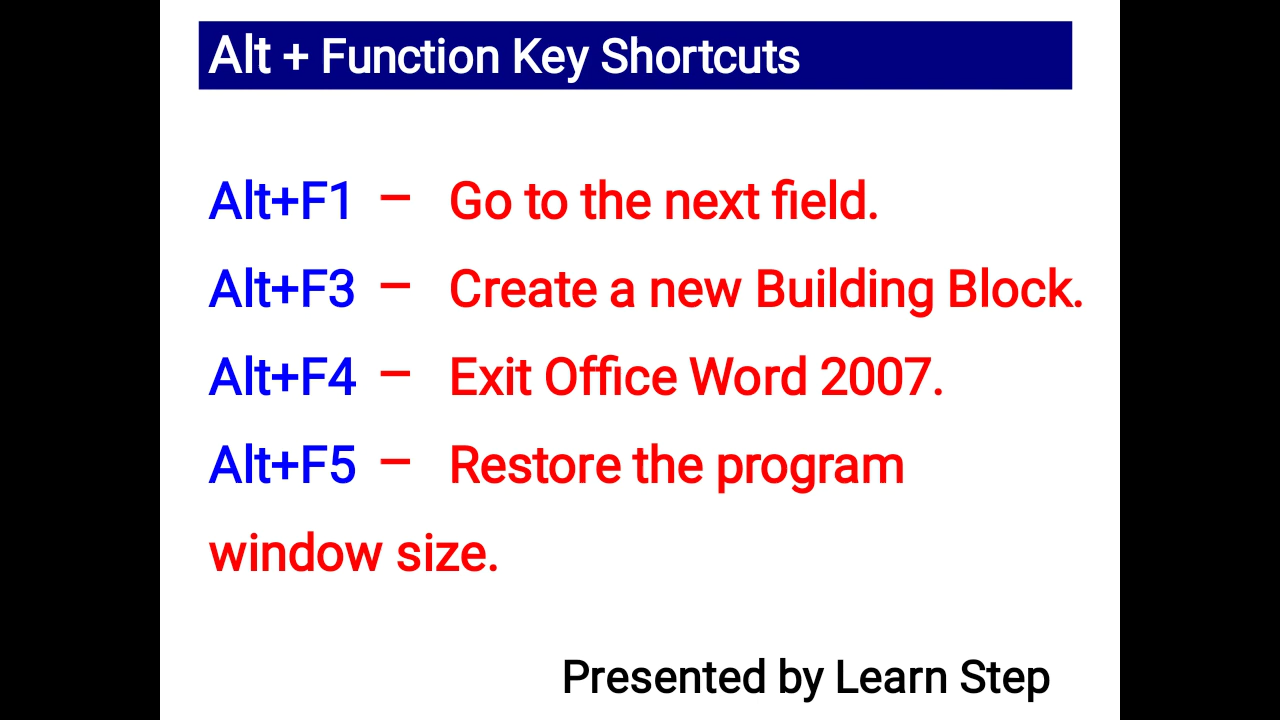 Alt + Function Key Shortcuts
Alt+F1 – Go to the next field.
Alt+F3 – Create a new Building Block.
Alt+F4 – Exit Office Word 2007.
Alt+F5 – Restore the program
window size.
Presented by Learn Step